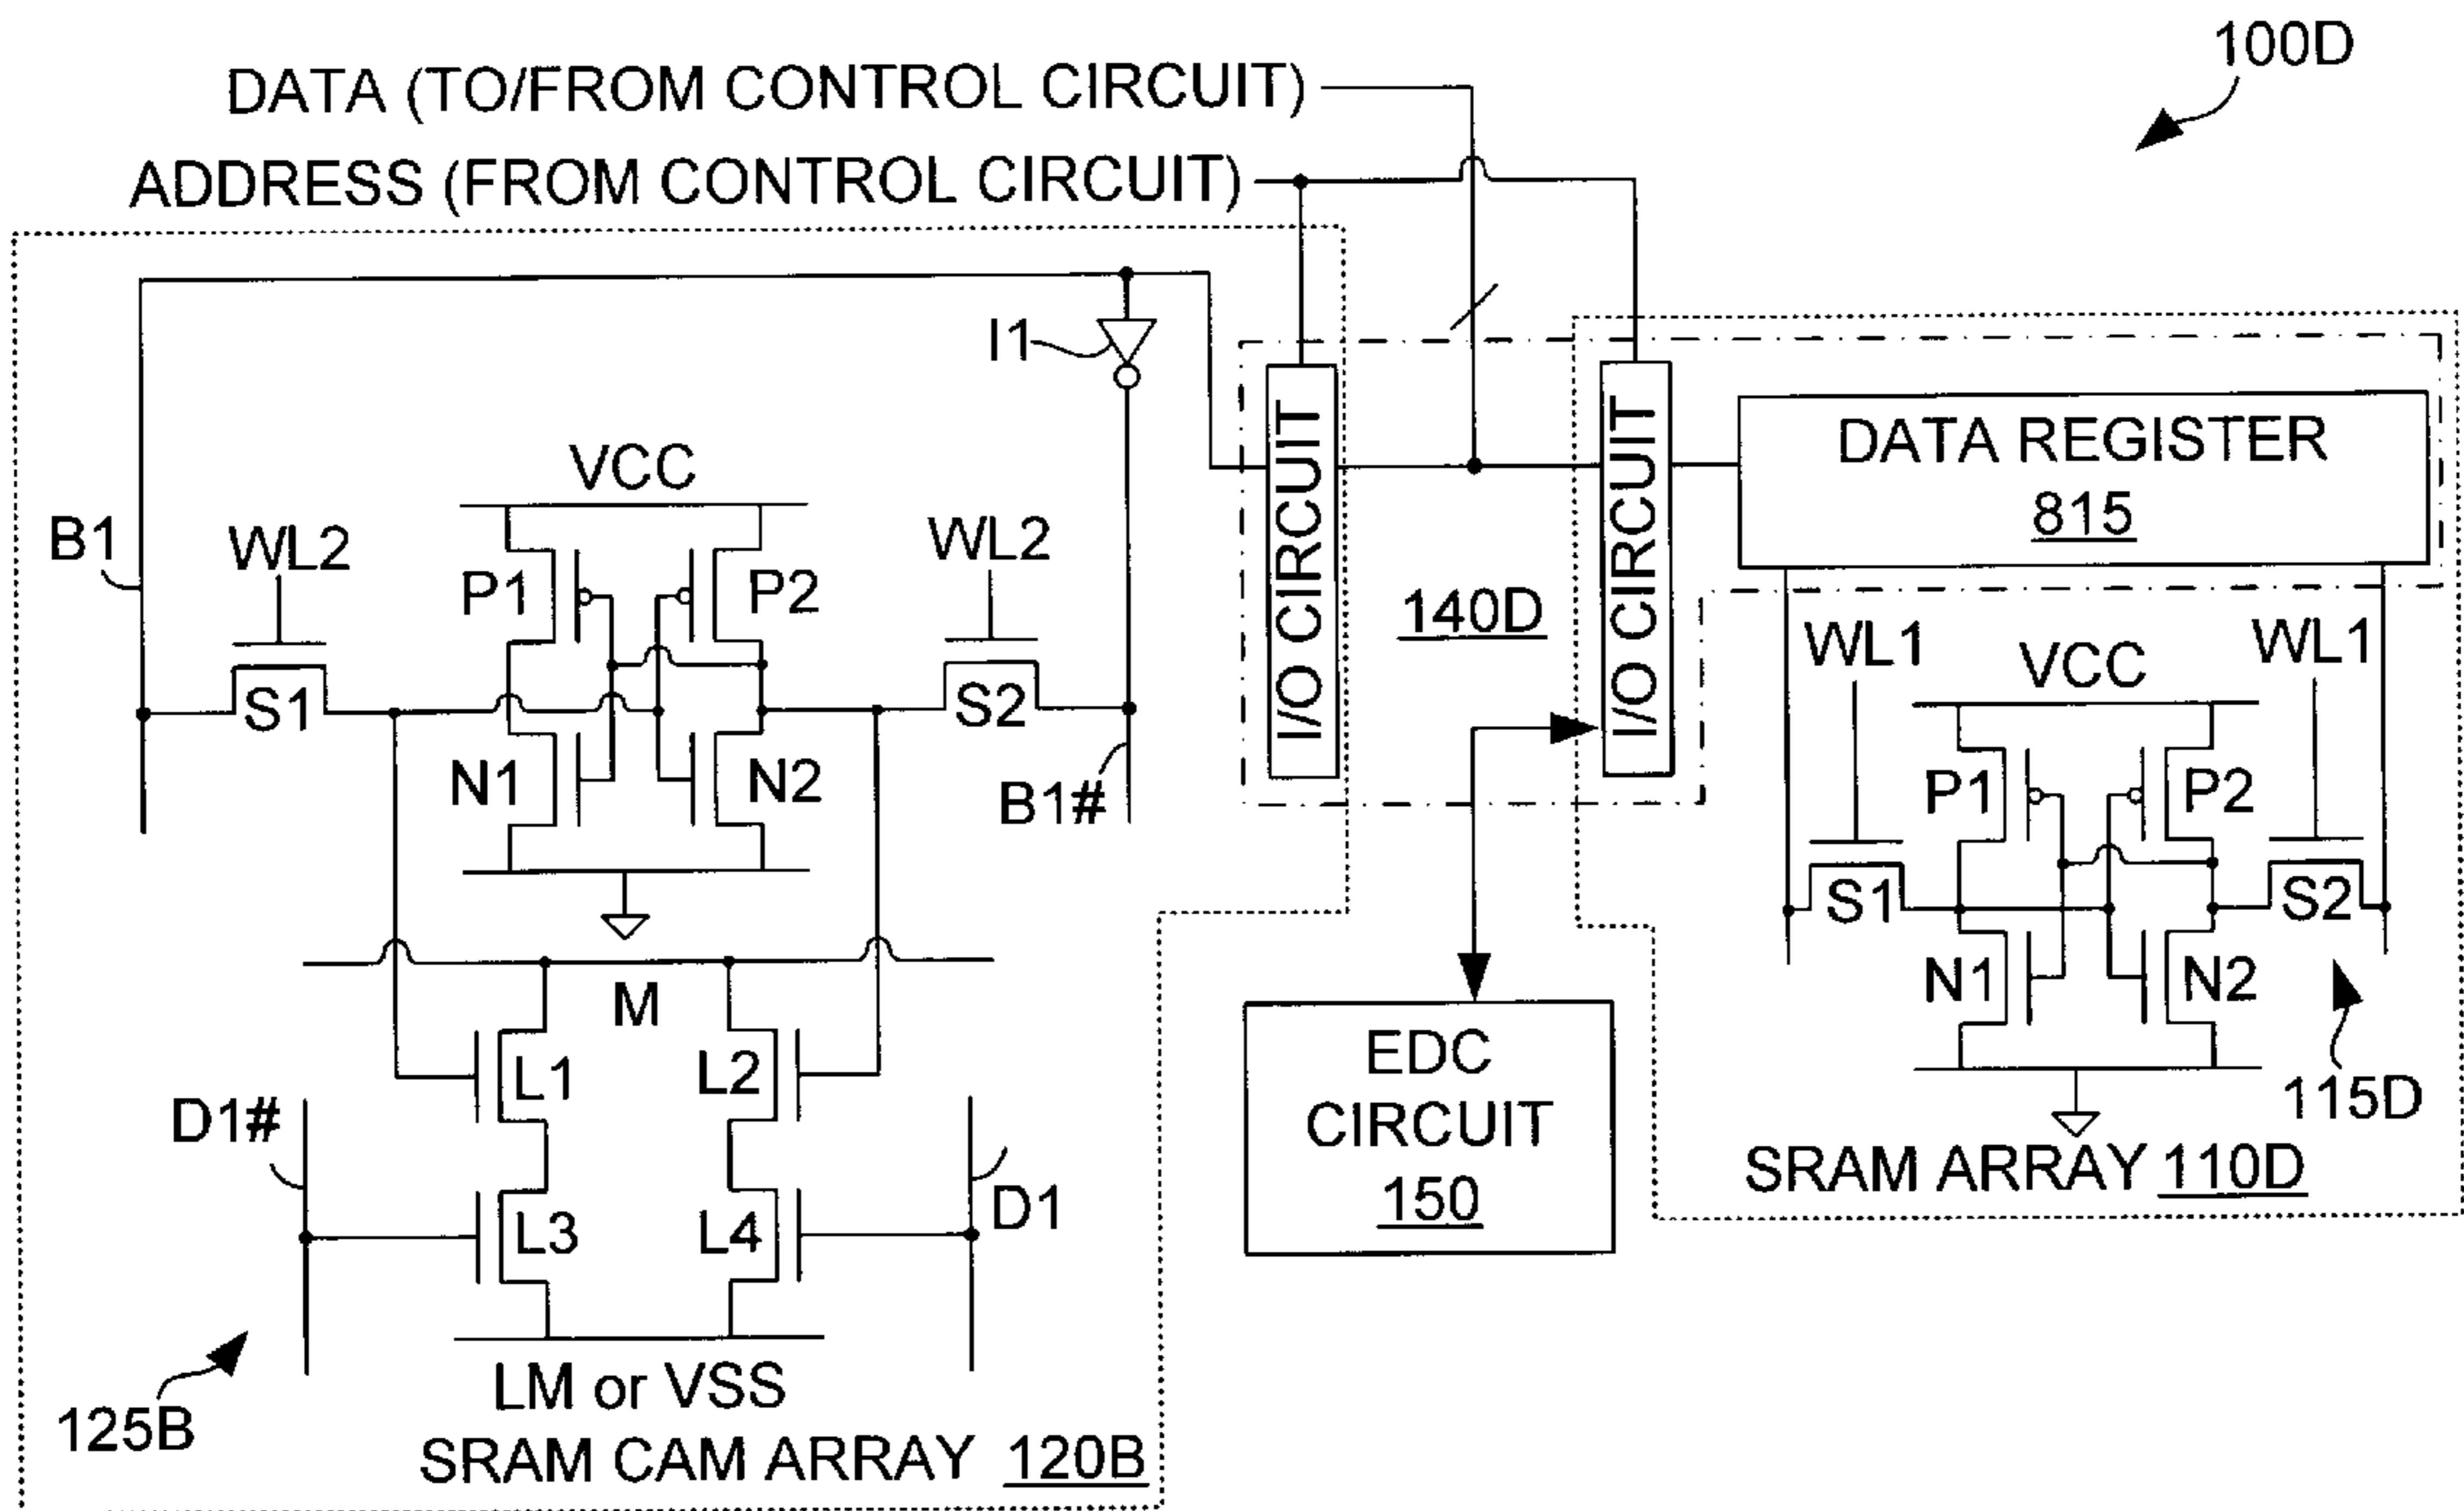 100D
DATA (TO/FROM CONTROL CIRCUIT)
ADDRESS (FROM CONTROL CIRCUIT)
I1
I/O CIRCUIT
I/O CIRCUIT
DATA REGISTER
815
VCC
B1
WL2
WL2
P1
P2
140D
S1
S2
N1
N2
B1#
WL1
VCC
WL1
P1
P2
S1
S2
N1
N2
M
L1
L2
D1#
L3
L4
D1
EDC
CIRCUIT
150
115D
SRAM ARRAY 110D
LM or VSS
125B
SRAM CAM ARRAY 120B